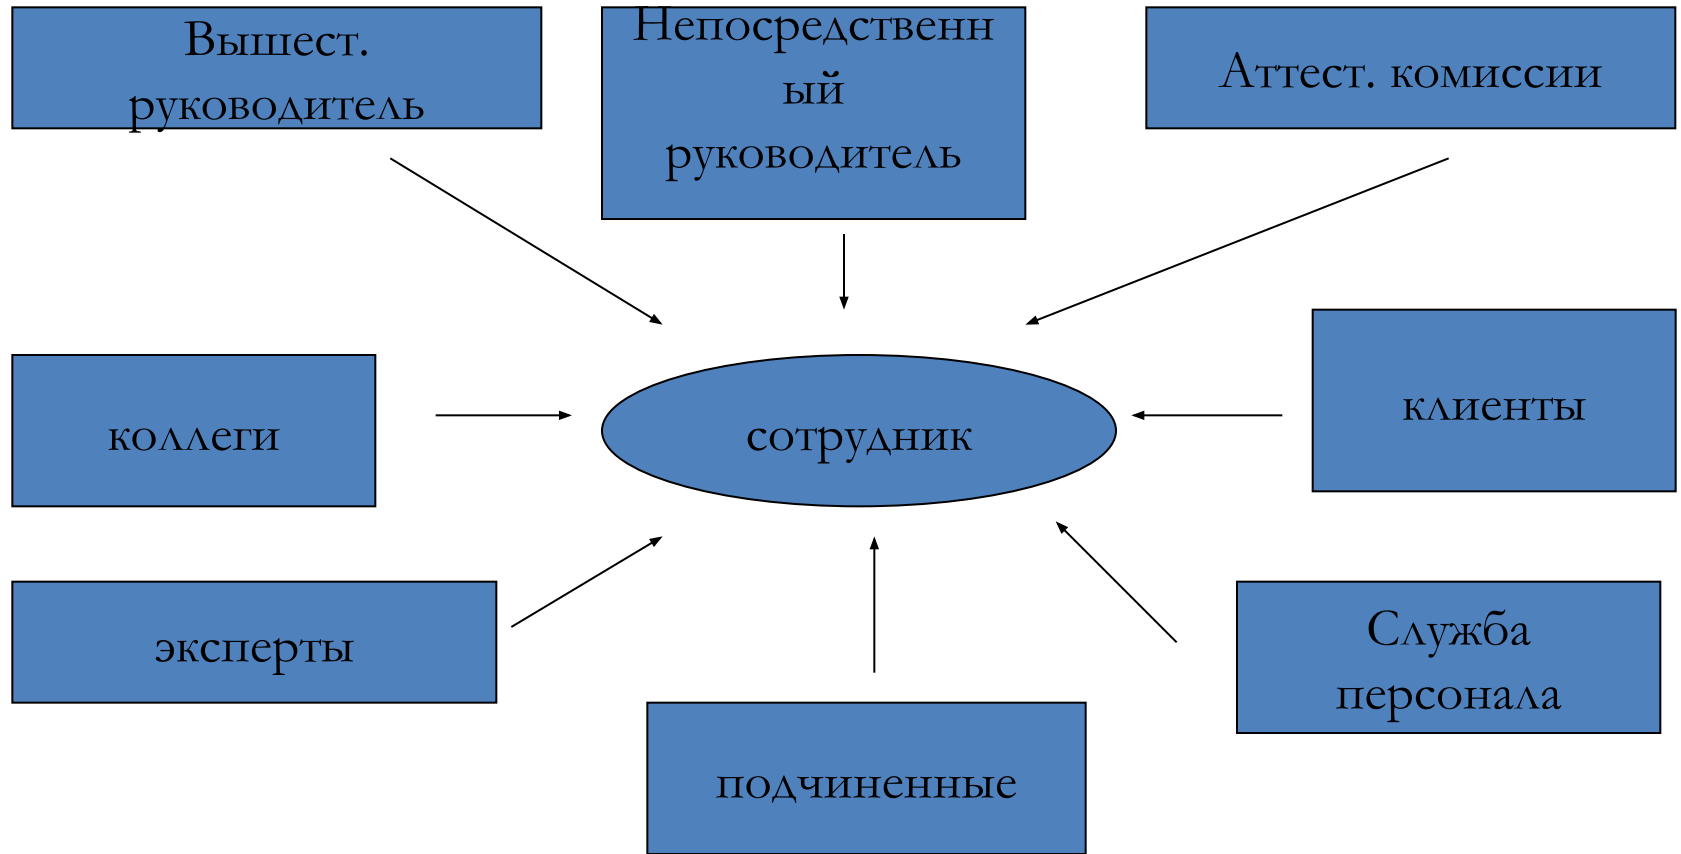 Вышест.
руководитель
Непосредственн
ый
руководитель
Аттест. комиссии
коллеги
сотрудник
клиенты
эксперты
Служба
персонала
подчиненные